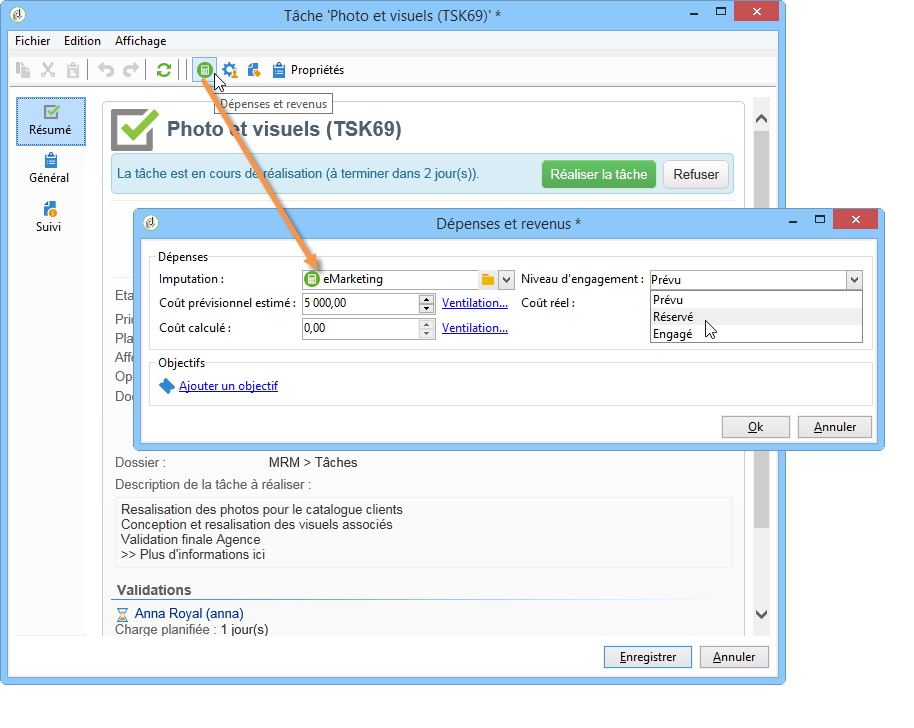 Tâche 'Photo et visuels (TSK69)' *
Fichier Edition Affichage
Propriétés
Dépenses et revenus
Résumé
Général
Suivi
Photo et visuels (TSK69)
La tâche est en cours de réalisation (à terminer dans 2 jour(s)).
Réaliser la tâche Refuser
Dépenses et revenus *
Dépenses
Imputation : eMarketing Niveau d'engagement : Prévu
Coût prévisionnel estimé : 5 000,00 Ventilation... Coût réel :
Prévu
Réservé
Engagé
Coût calculé : 0,00 Ventilation...
Objectifs
Ajouter un objectif
Ok Annuler
Eta
Prio
Pla
Affe
Op
Doc
Dossier : MRM > Tâches
Description de la tâche à réaliser :
Resalisation des photos pour le catalogue clients
Conception et resalisation des visuels associés
Validation finale Agence
>> Plus d'informations ici
Validations
Anna Royal (anna)
Charge planifiée : 1 jour(s)
Enregistrer Annuler